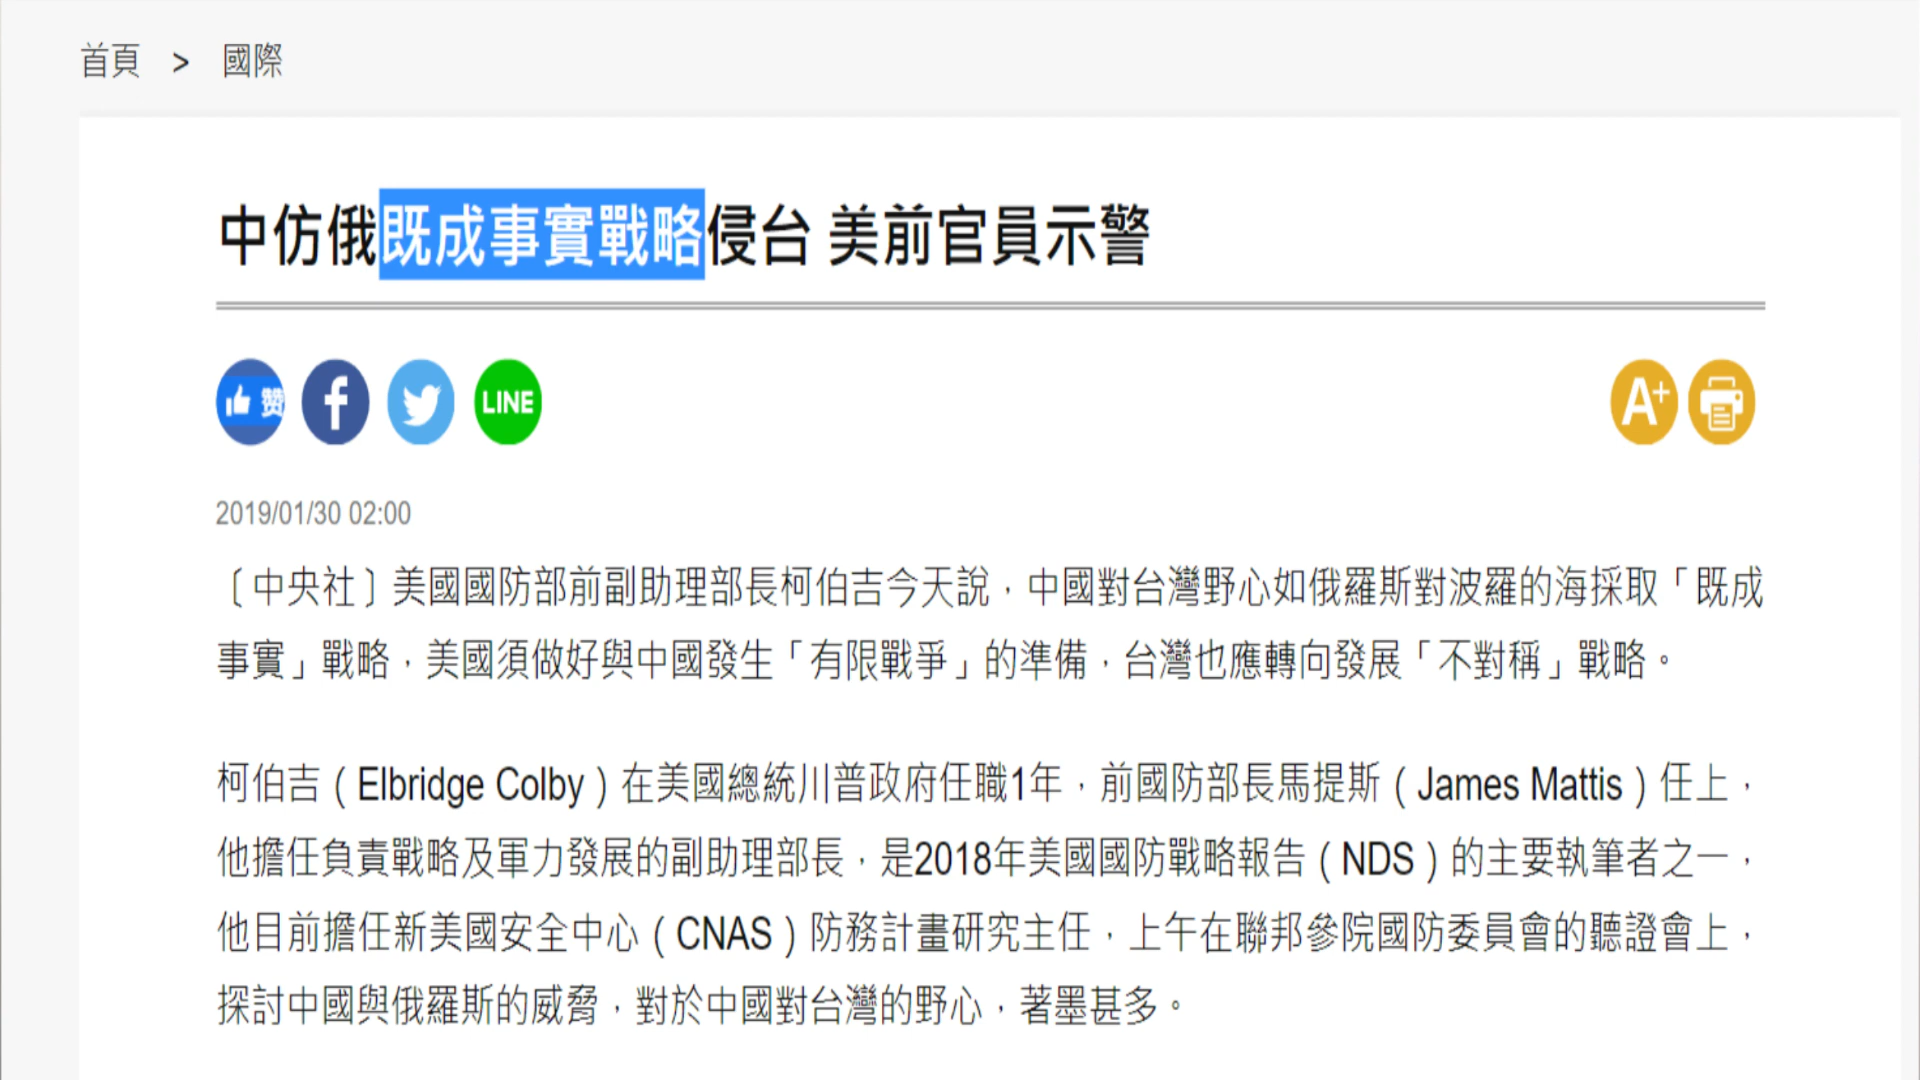 首頁 > 國際
中仿俄既成事實戰略侵台 美前官員示警
赞
LINE
A+
2019/01/30 02:00
〔中央社〕美國國防部前副助理部長柯伯吉今天說，中國對台灣野心如俄羅斯對波羅的海採取「既成
事實」戰略，美國須做好與中國發生「有限戰爭」的準備，台灣也應轉向發展「不對稱」戰略。
柯伯吉（Elbridge Colby）在美國總統川普政府任職1年，前國防部長馬提斯（James Mattis）任上，
他擔任負責戰略及軍力發展的副助理部長，是2018年美國國防戰略報告（NDS）的主要執筆者之一，
他目前擔任新美國安全中心（CNAS）防務計畫研究主任，上午在聯邦參院國防委員會的聽證會上，
探討中國與俄羅斯的威脅，對於中國對台灣的野心，著墨甚多。